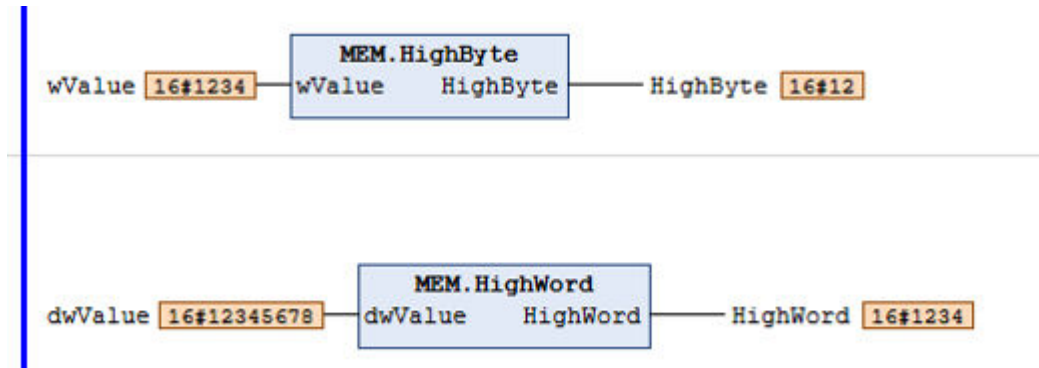 MEM.HighByte
wValue 16#1234 wValue HighByte HighByte 16#12
MEM.HighWord
dwValue 16#12345678 dwValue HighWord HighWord 16#1234